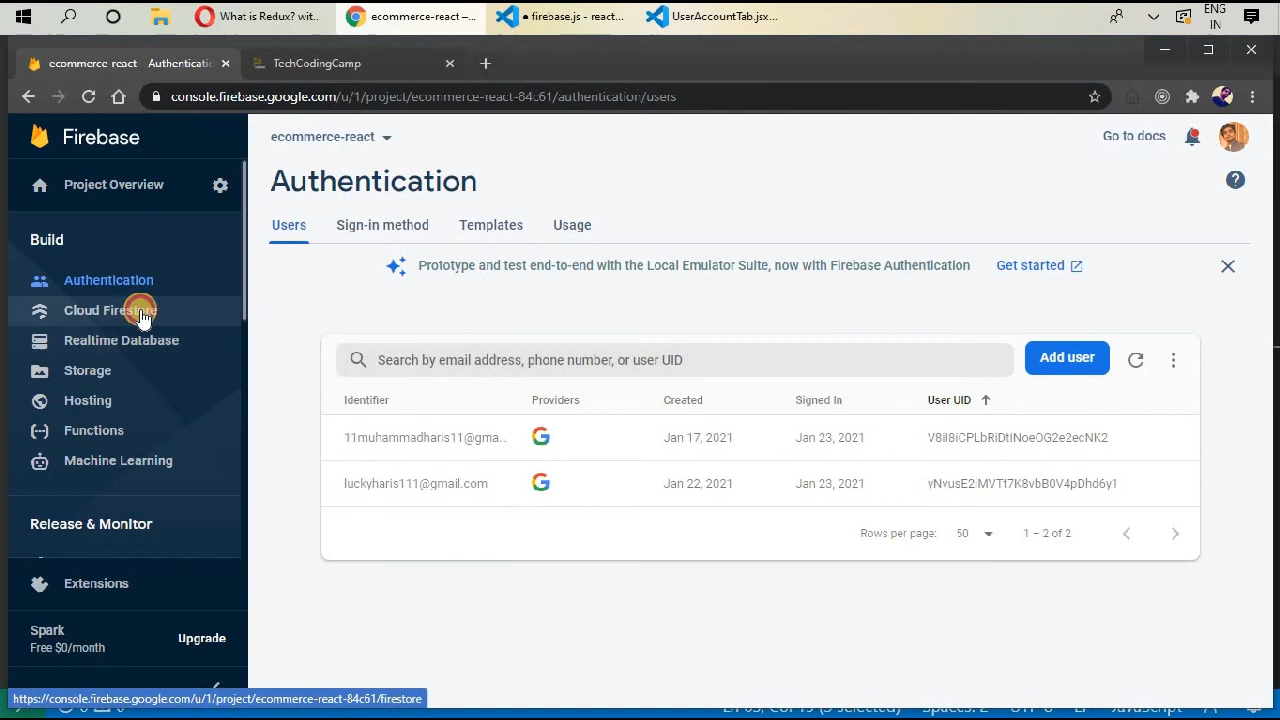 What is Redux? wit...
ecommerce-react –...
● firebase.js - react...
UserAccountTab.jsx...
ENG
IN
ecommerce-react - Authenticatic
TechCodingCamp
console.firebase.google.com/u/1/project/ecommerce-react-84c61/authentication/users
Firebase
ecommerce-react
Go to docs
Project Overview
Authentication
Users
Sign-in method
Templates
Usage
Build
Prototype and test end-to-end with the Local Emulator Suite, now with Firebase Authentication
Get started
Authentication
Cloud Firestore
Realtime Database
Storage
Hosting
Functions
Machine Learning
Search by email address, phone number, or user UID
Add user
Identifier
Providers
Created
Signed In
User UID
11muhammadharis11@gma...
Jan 17, 2021
Jan 23, 2021
luckyharis111@gmail.com
Jan 22, 2021
Jan 23, 2021
Rows per page:
50
1 – 2 of 2
Release & Monitor
Extensions
Spark
Free $0/month
Upgrade
https://console.firebase.google.com/u/1/project/ecommerce-react-84c61/firestore